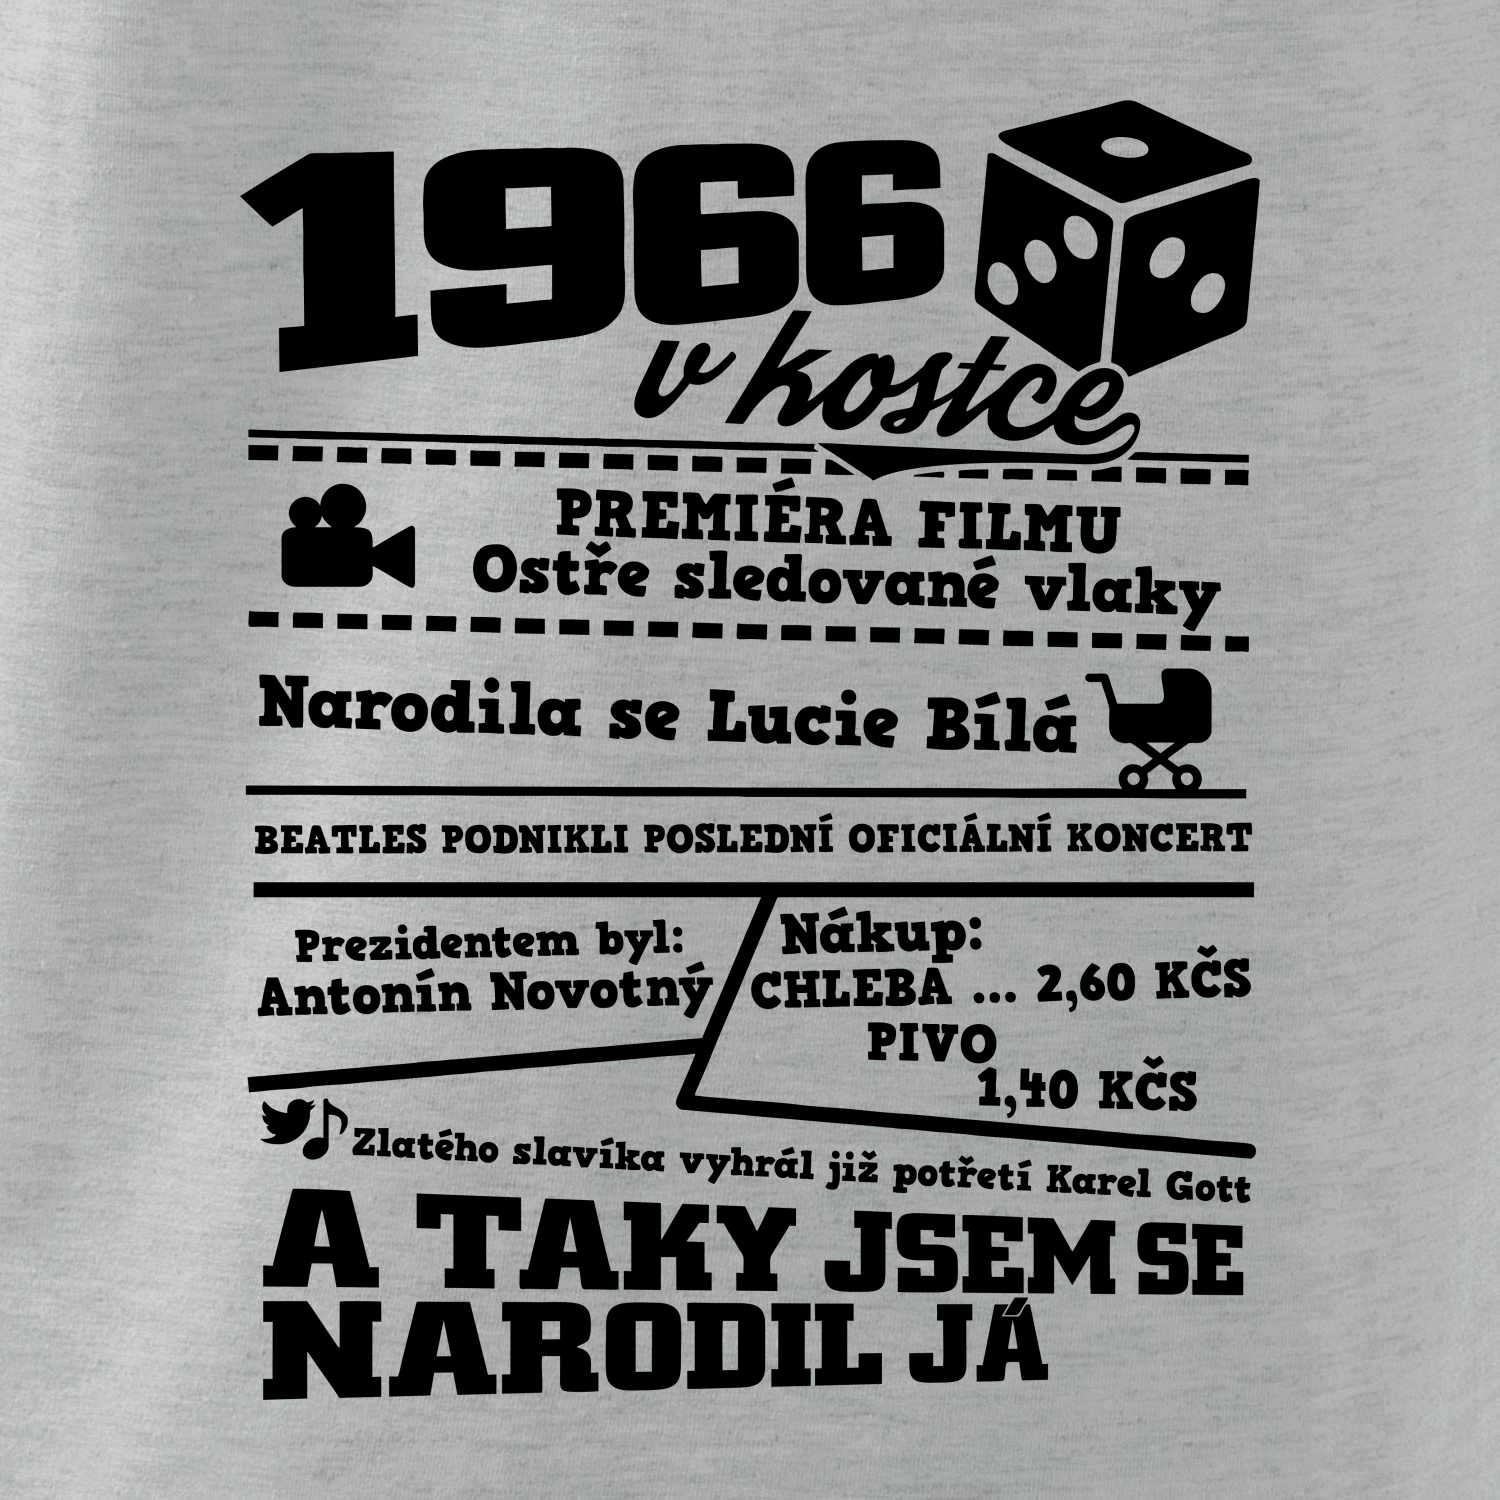 1966
v kostce
PREMIÉRA FILMU
Ostře sledované vlaky
Narodila se Lucie Bílá
BEATLES PODNIKLI POSLEDNÍ OFICIÁLNÍ KONCERT
Prezidentem byl:
Antonín Novotný
Nákup:
CHLEBA ... 2,60 KČS
PIVO
1,40 KČS
Zlatého slavíka vyhrál již potřetí Karel Gott
A TAKY JSEM SE
NARODIL JÁ